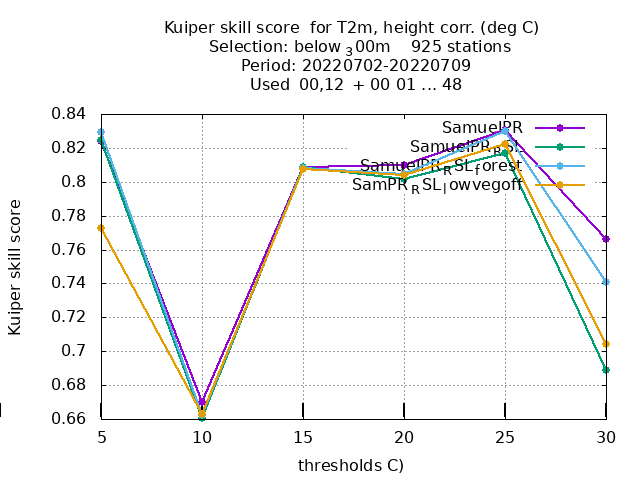 Kuiper skill score  for T2m, height corr. (deg C)
Selection: below ₃00m    925 stations
Period: 20220702-20220709
Used  00,12  + 00 01 ... 48
SamuelPR
SamuelPR_RSL
SamuelPR_RSL_forest
SamPR_RSL_lowvegoff
0.84
0.82
0.8
0.78
0.76
0.74
0.72
0.7
0.68
0.66
Kuiper skill score
5 10 15 20 25 30
thresholds C)